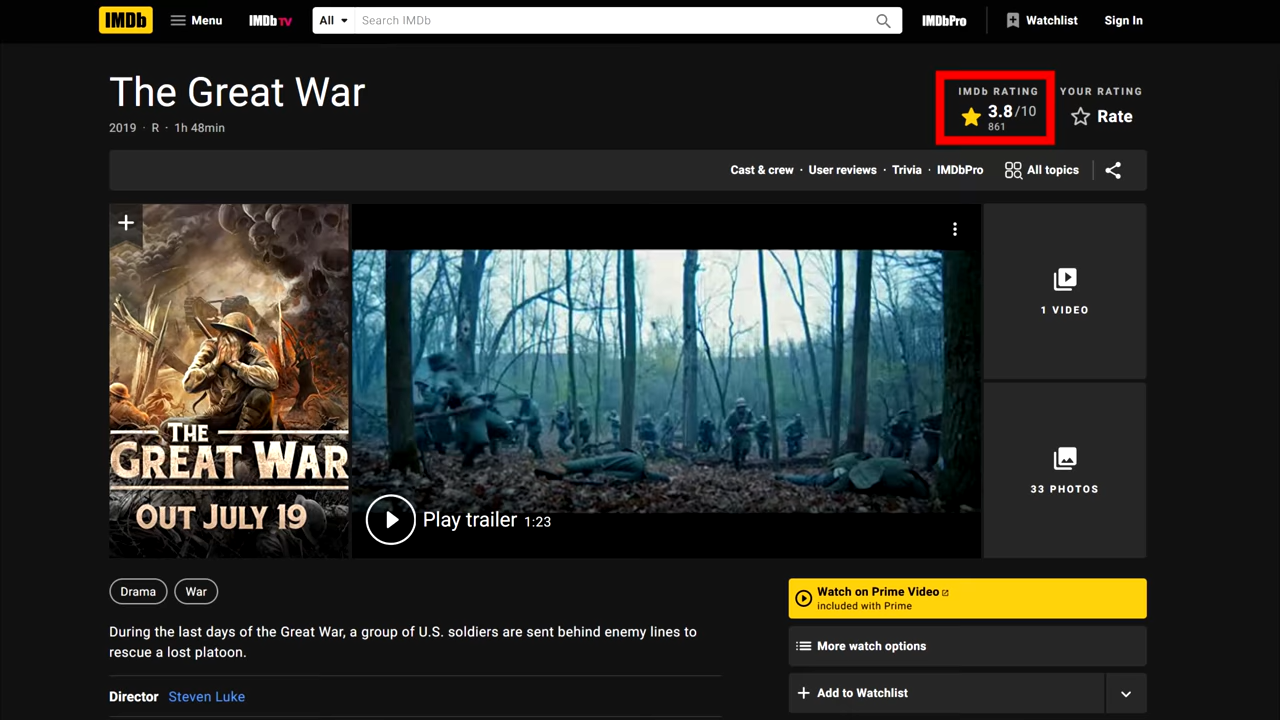 IMDb
Menu
IMDbTV
All
Search IMDb
IMDbPro
Watchlist
Sign In
The Great War
2019 · R · 1h 48min
IMDb RATING
3.8/10
861
YOUR RATING
Rate
Cast & crew · User reviews · Trivia · IMDbPro
All topics
THE
GREAT WAR
OUT JULY 19
Play trailer 1:23
1 VIDEO
33 PHOTOS
Drama
War
During the last days of the Great War, a group of U.S. soldiers are sent behind enemy lines to
rescue a lost platoon.
Director Steven Luke
Watch on Prime Video
included with Prime
More watch options
Add to Watchlist